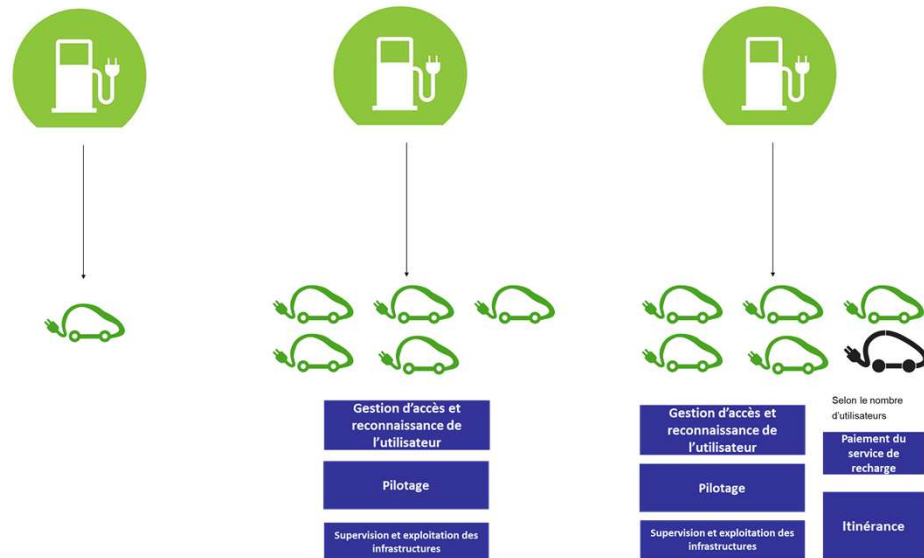 Gestion d'accès et
reconnaissance de
l'utilisateur
Pilotage
Supervision et exploitation des
infrastructures
Gestion d'accès et
reconnaissance de
l'utilisateur
Pilotage
Supervision et exploitation des
infrastructures
Selon le nombre
d'utilisateurs
Paiement du
service de
recharge
Itinérance